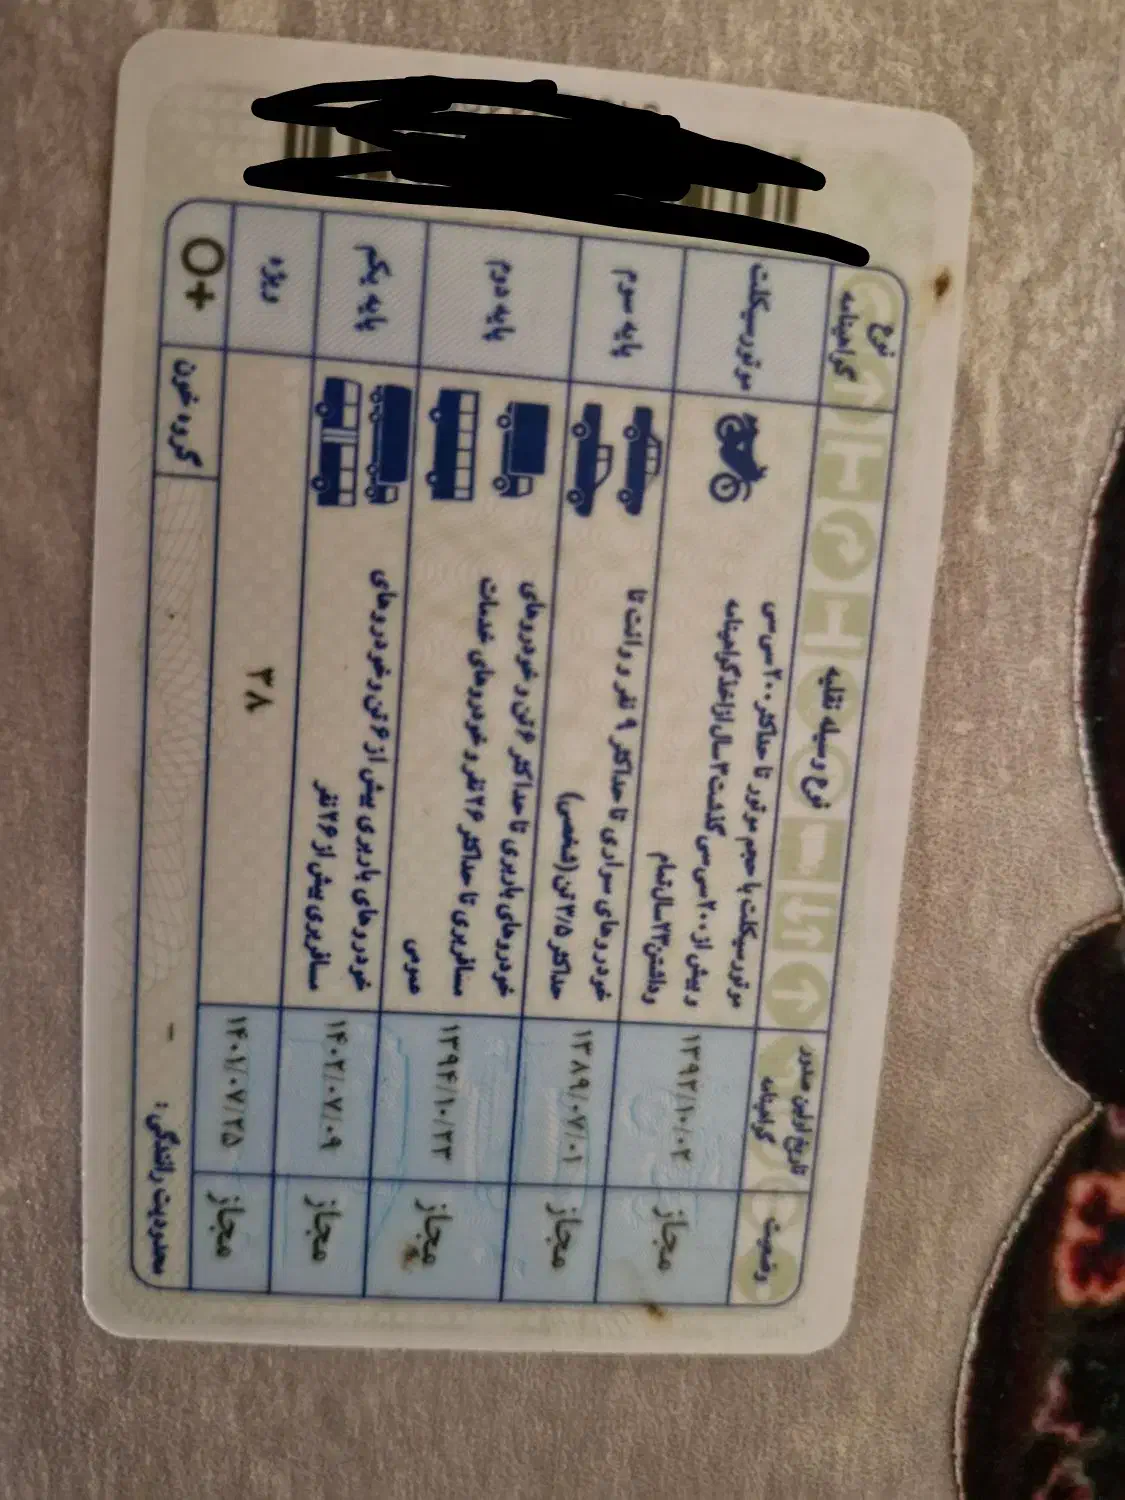 نوع گواهینامه
نوع وسیله نقلیه
تاریخ اولین صدور گواهینامه
وضعیت
موتورسیکلت
موتورسیکلت با حجم موتور تا حداکثر ۲۰۰ سی سی
و بیش از ۲۰۰ سی سی گذشت ۲ سال از اخذ گواهینامه
و داشتن ۲۳ سال تمام
۱۳۹۲/۱۰/۰۲
مجاز
پایه سوم
خودروهای سواری تا حداکثر ۹ نفر و وانت تا
حداکثر ۳/۵ تن (شخصی)
۱۳۸۹/۰۷/۰۱
مجاز
پایه دوم
خودروهای باربری تا حداکثر ۶ تن و خودروهای
مسافربری تا حداکثر ۲۶ نفر و خودروهای خدمات
عمومی
۱۳۹۴/۱۰/۲۳
مجاز
پایه یکم
خودروهای باربری بیش از ۶ تن و خودروهای
مسافربری بیش از ۲۶ نفر
۱۴۰۲/۰۷/۰۹
مجاز
ویژه
۳۸
۱۴۰۱/۰۷/۲۵
مجاز
O+
گروه خون
محدودیت رانندگی : -